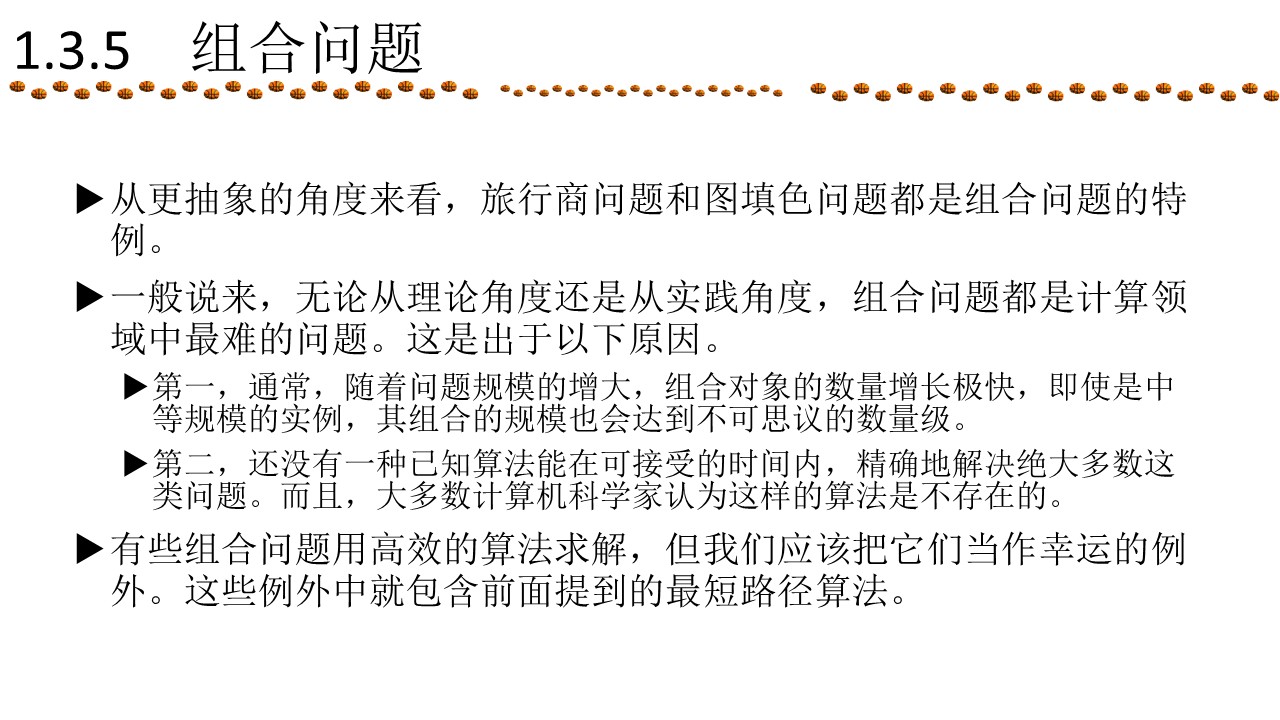 1.3.5 组合问题
▶从更抽象的角度来看，旅行商问题和图填色问题都是组合问题的特
例。
▶一般说来，无论从理论角度还是从实践角度，组合问题都是计算领
域中最难的问题。这是出于以下原因。
▶第一，通常，随着问题规模的增大，组合对象的数量增长极快，即使是中
等规模的实例，其组合的规模也会达到不可思议的数量级。
▶第二，还没有一种已知算法能在可接受的时间内，精确地解决绝大多数这
类问题。而且，大多数计算机科学家认为这样的算法是不存在的。
▶有些组合问题用高效的算法求解，但我们应该把它们当作幸运的例
外。这些例外中就包含前面提到的最短路径算法。